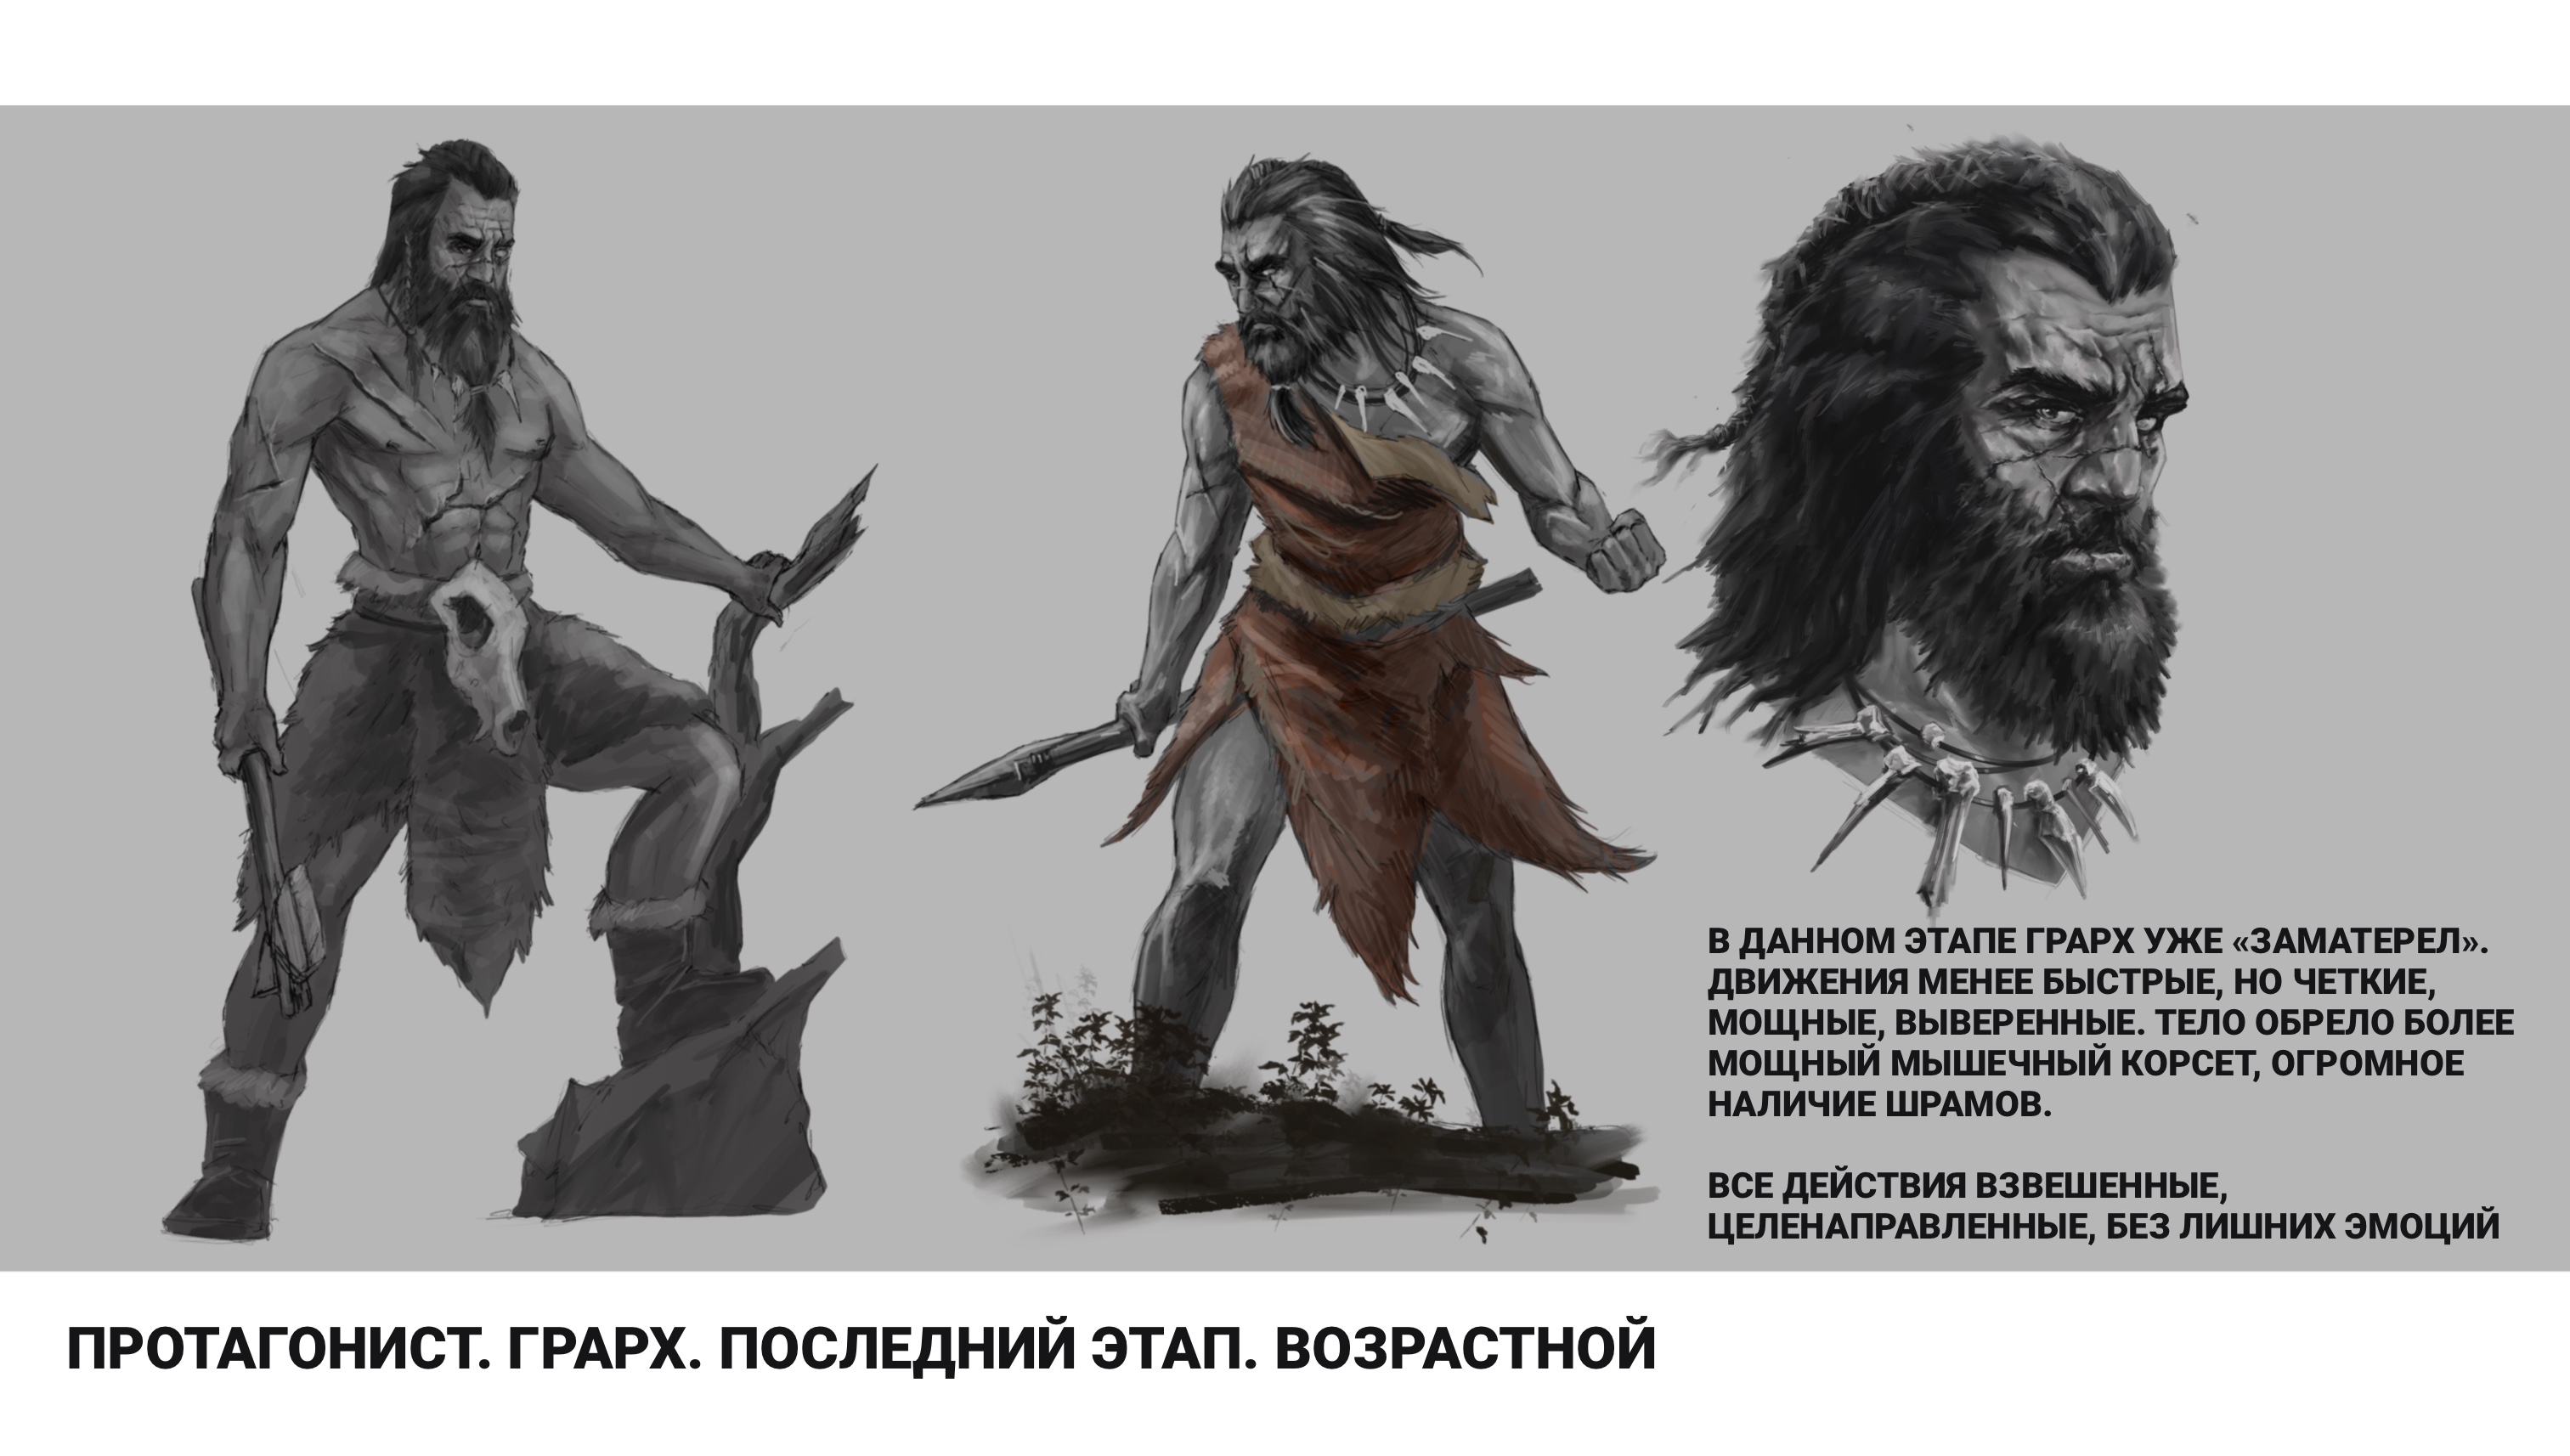 В ДАННОМ ЭТАПЕ ГРАРХ УЖЕ «ЗАМАТЕРЕЛ».
ДВИЖЕНИЯ МЕНЕЕ БЫСТРЫЕ, НО ЧЕТКИЕ,
МОЩНЫЕ, ВЫВЕРЕННЫЕ. ТЕЛО ОБРЕЛО БОЛЕЕ
МОЩНЫЙ МЫШЕЧНЫЙ КОРСЕТ, ОГРОМНОЕ
НАЛИЧИЕ ШРАМОВ.
ВСЕ ДЕЙСТВИЯ ВЗВЕШЕННЫЕ,
ЦЕЛЕНАПРАВЛЕННЫЕ, БЕЗ ЛИШНИХ ЭМОЦИЙ
ПРОТАГОНИСТ. ГРАРХ. ПОСЛЕДНИЙ ЭТАП. ВОЗРАСТНОЙ